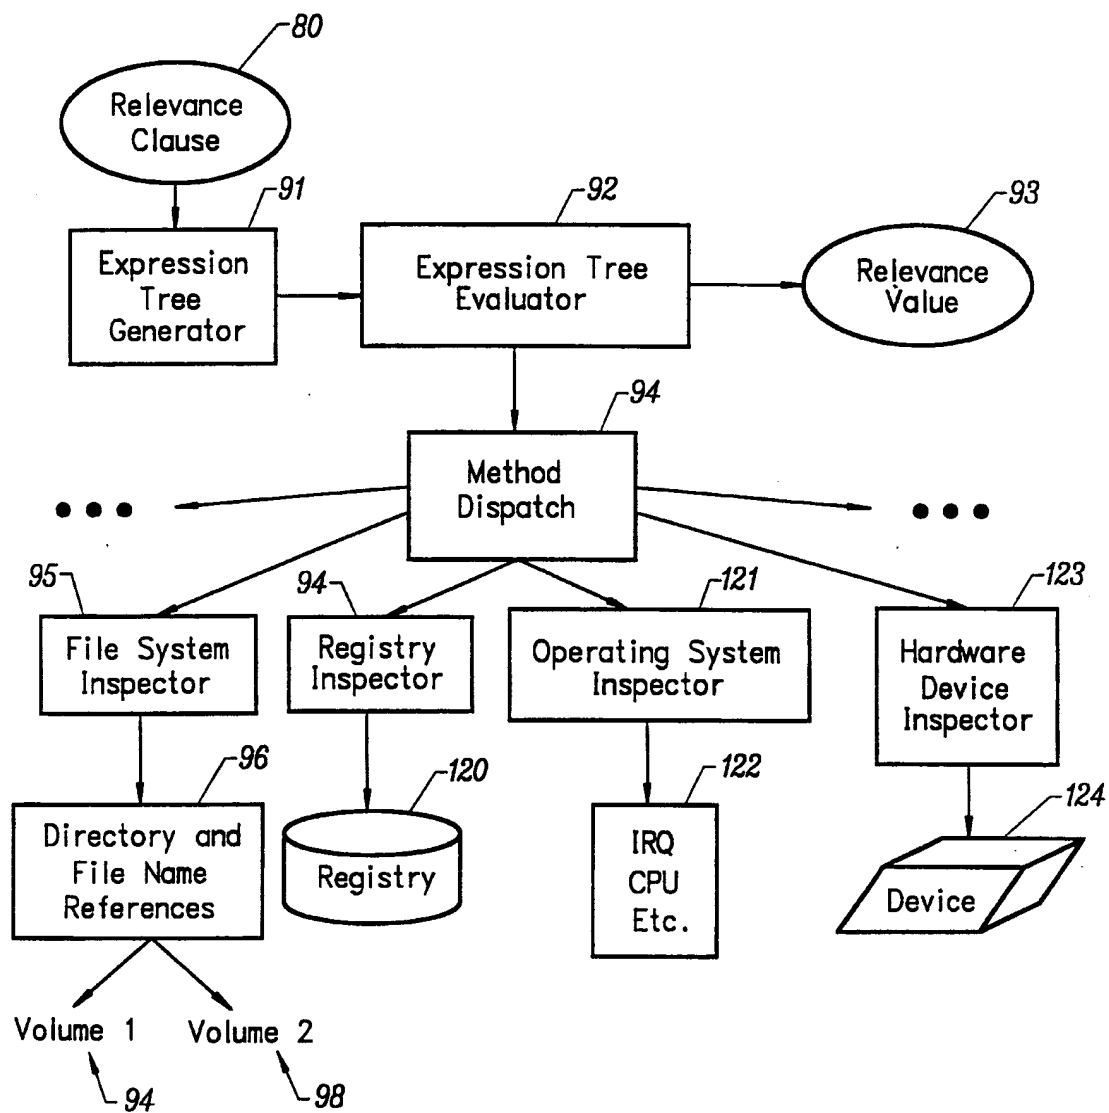 80
Relevance
Clause
91
Expression
Tree
Generator
92
Expression Tree
Evaluator
93
Relevance
Value
94
Method
Dispatch
95
File System
Inspector
94
Registry
Inspector
121
Operating System
Inspector
123
Hardware
Device
Inspector
96
Directory and
File Name
References
120
Registry
122
IRQ
CPU
Etc.
124
Device
Volume 1
Volume 2
94
98